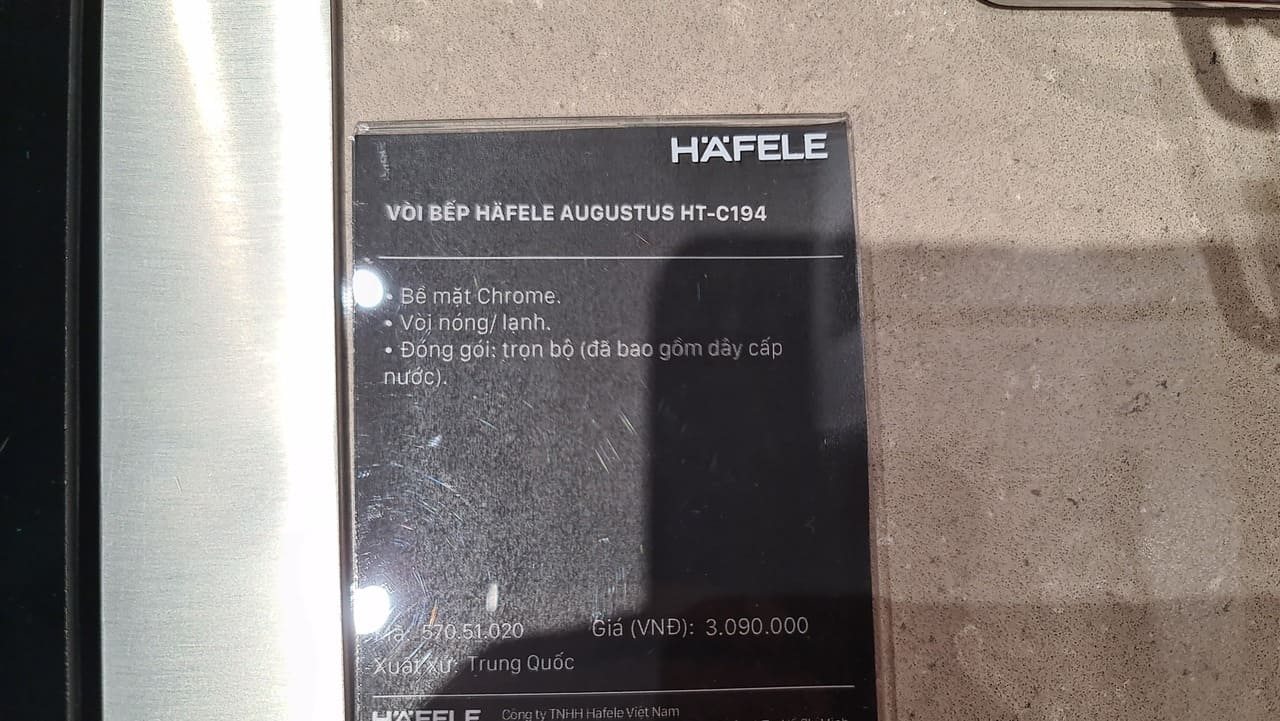 HÄFELE
VÒI BẾP HÄFELE AUGUSTUS HT-C194
• Bề mặt Chrome.
• Vòi nóng/ lạnh.
• Đóng gói: trọn bộ (đã bao gồm dây cấp
nước).
Mã: 570.51.020 Giá (VNĐ): 3.090.000
Xuất xứ: Trung Quốc
HÄFELE Công ty TNHH Hafele Việt Nam